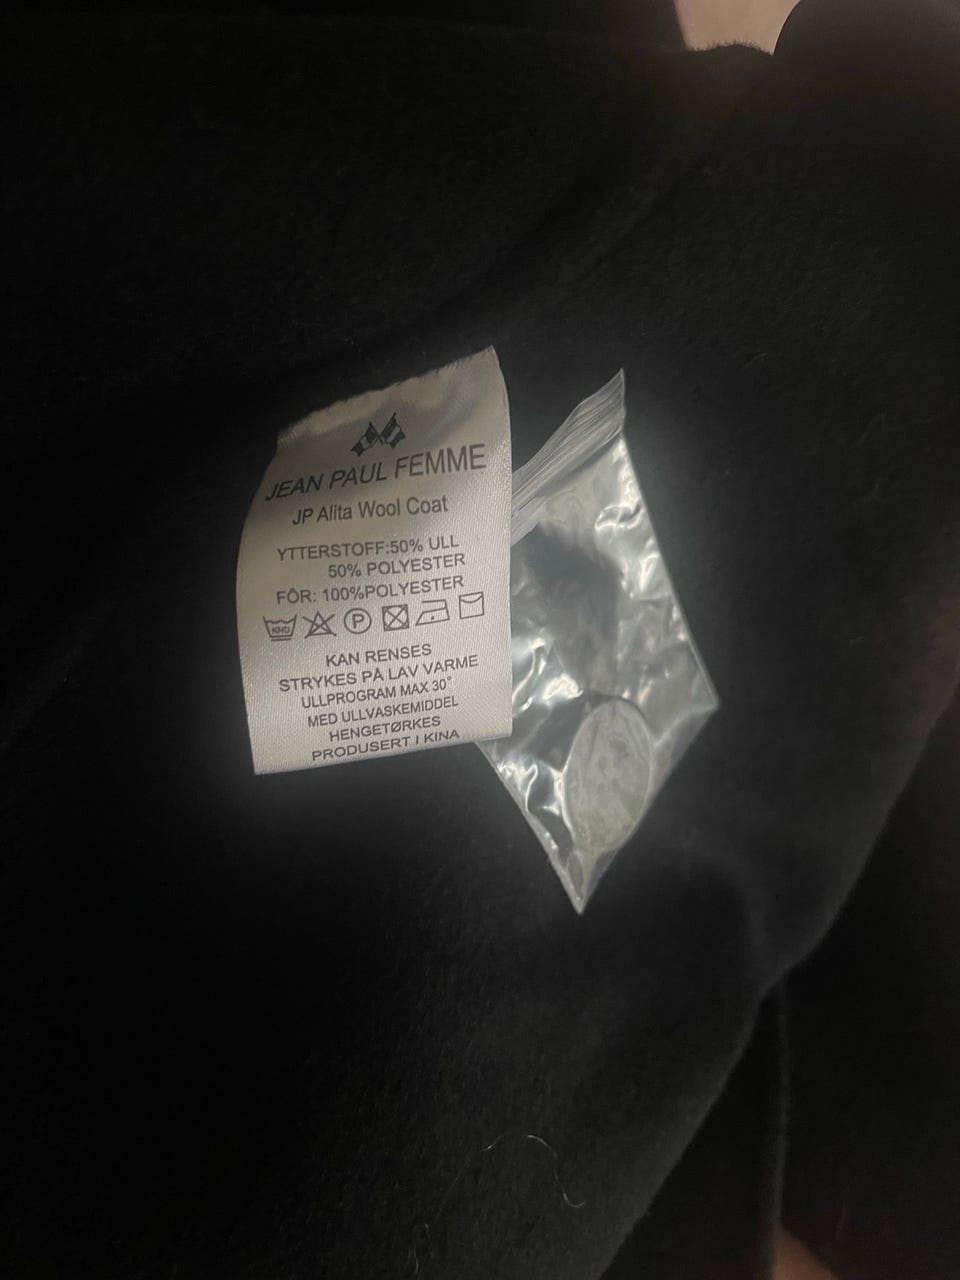 JEAN PAUL FEMME
JP Alita Wool Coat
YTTERSTOFF:50% ULL
50% POLYESTER
FÔR: 100%POLYESTER
P
KAN RENSES
STRYKES PÅ LAV VARME
ULLPROGRAM MAX 30°
MED ULLVASKEMIDDEL
HENGETØRKES
PRODUSERT I KINA